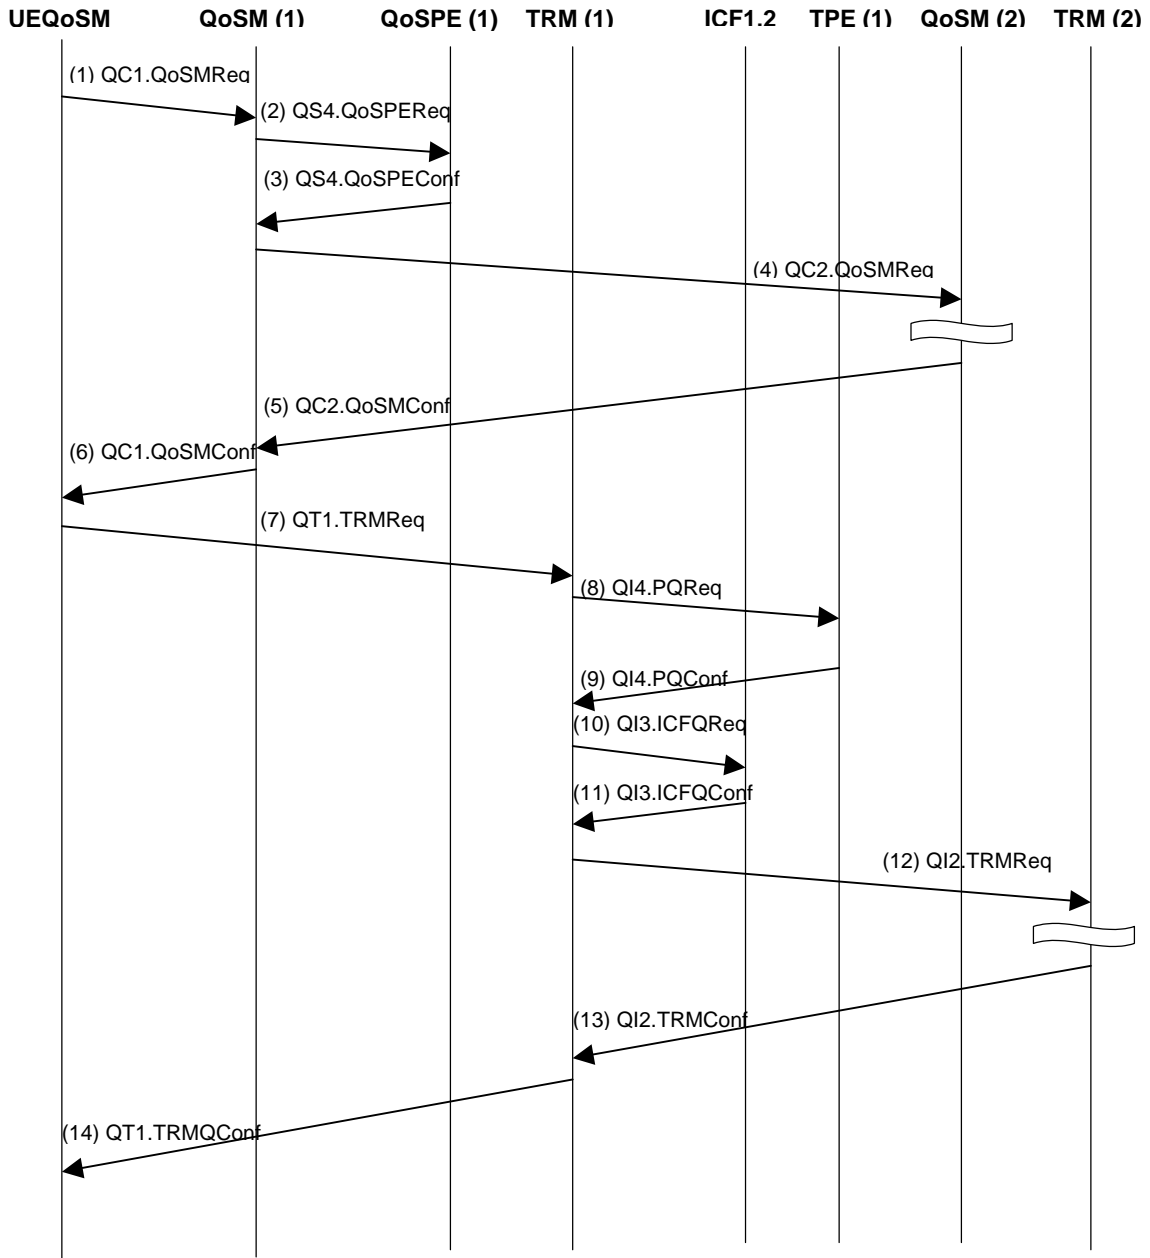 UEQoSM QoSM (1) QoSPE (1) TRM (1) ICF1.2 TPE (1) QoSM (2) TRM (2)
(1) QC1.QoSMReq
(2) QS4.QoSPEReq
(3) QS4.QoSPEConf
(4) QC2.QoSMReq
(5) QC2.QoSMConf
(6) QC1.QoSMConf
(7) QT1.TRMReq
(8) QI4.PQReq
(9) QI4.PQConf
(10) QI3.ICFQReq
(11) QI3.ICFQConf
(12) QI2.TRMReq
(13) QI2.TRMConf
(14) QT1.TRMQConf